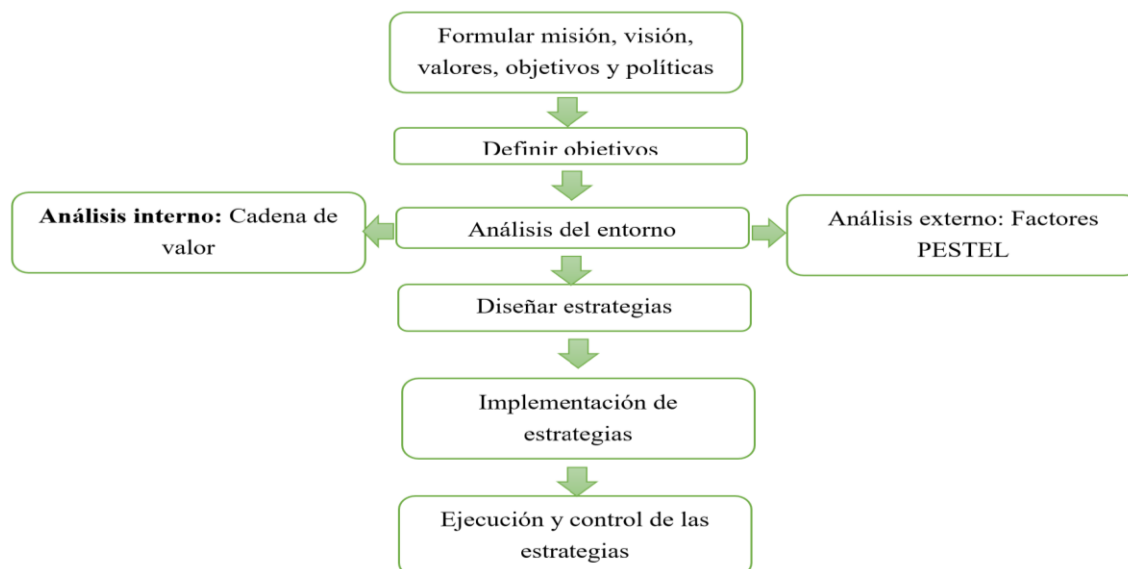 Formular misión, visión,
valores, objetivos y políticas
Definir objetivos
Análisis interno: Cadena de
valor
Análisis del entorno
Análisis externo: Factores
PESTEL
Diseñar estrategias
Implementación de
estrategias
Ejecución y control de las
estrategias